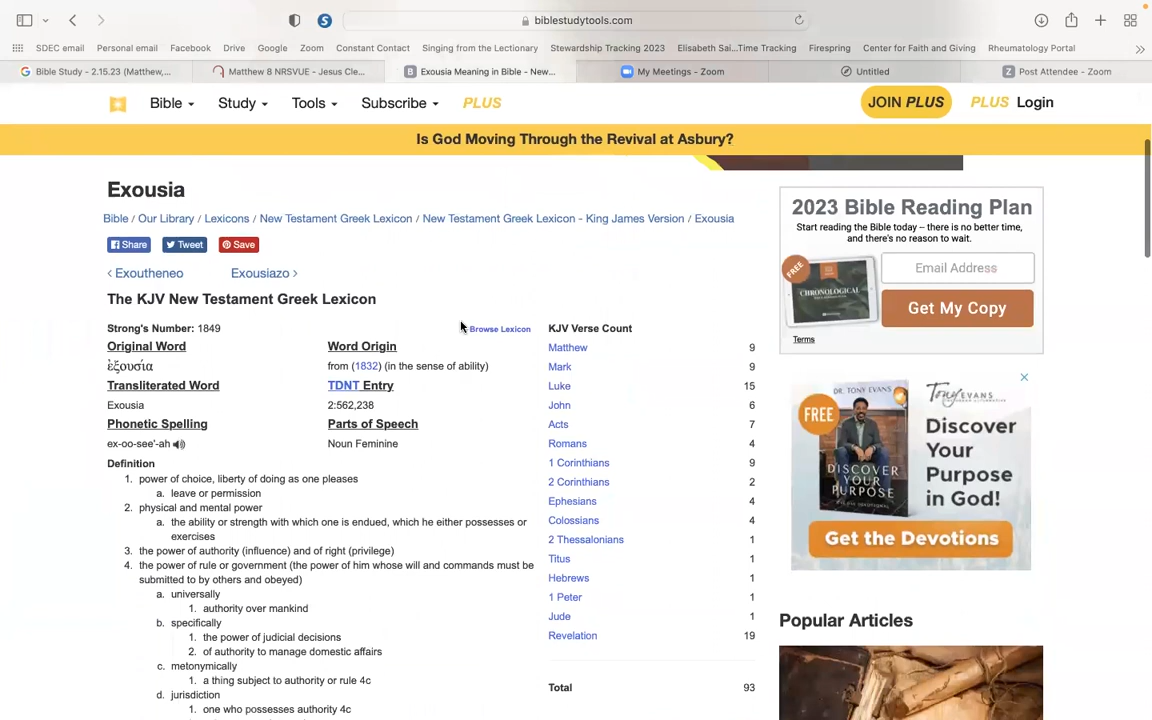 biblestudytools.com
SDEC email Personal email Facebook Drive Google Zoom Constant Contact Singing from the Lectionary Stewardship Tracking 2023 Elisabeth Sai...Time Tracking Firespring Center for Faith and Giving Rheumatology Portal
Bible Study - 2.15.23 (Matthew,... Matthew 8 NRSVUE - Jesus Cle... Exousia Meaning in Bible - New... My Meetings - Zoom Untitled Post Attendee - Zoom
Bible Study Tools Subscribe PLUS JOIN PLUS PLUS Login
Is God Moving Through the Revival at Asbury?
Exousia
Bible / Our Library / Lexicons / New Testament Greek Lexicon / New Testament Greek Lexicon - King James Version / Exousia
Share Tweet Save
‹ Exoutheneo Exousiazo ›
The KJV New Testament Greek Lexicon
Strong's Number: 1849 Browse Lexicon
Original Word Word Origin
ἐξουσία from (1832) (in the sense of ability)
Transliterated Word TDNT Entry
Exousia 2:562,238
Phonetic Spelling Parts of Speech
ex-oo-see'-ah Noun Feminine
Definition
1. power of choice, liberty of doing as one pleases
a. leave or permission
2. physical and mental power
a. the ability or strength with which one is endued, which he either possesses or
exercises
3. the power of authority (influence) and of right (privilege)
4. the power of rule or government (the power of him whose will and commands must be
submitted to by others and obeyed)
a. universally
1. authority over mankind
b. specifically
1. the power of judicial decisions
2. of authority to manage domestic affairs
c. metonymically
1. a thing subject to authority or rule 4c
d. jurisdiction
1. one who possesses authority 4c
KJV Verse Count
Matthew 9
Mark 9
Luke 15
John 6
Acts 7
Romans 4
1 Corinthians 9
2 Corinthians 2
Ephesians 4
Colossians 4
2 Thessalonians 1
Titus 1
Hebrews 1
1 Peter 1
Jude 1
Revelation 19
Total 93
2023 Bible Reading Plan
Start reading the Bible today – there is no better time,
and there's no reason to wait.
FREE
CHRONOLOGICAL
Email Address
Get My Copy
Terms
DR. TONY EVANS
FREE
DISCOVER
YOUR
PURPOSE
Tony EVANS
Discover
Your
Purpose
in God!
Get the Devotions
Popular Articles